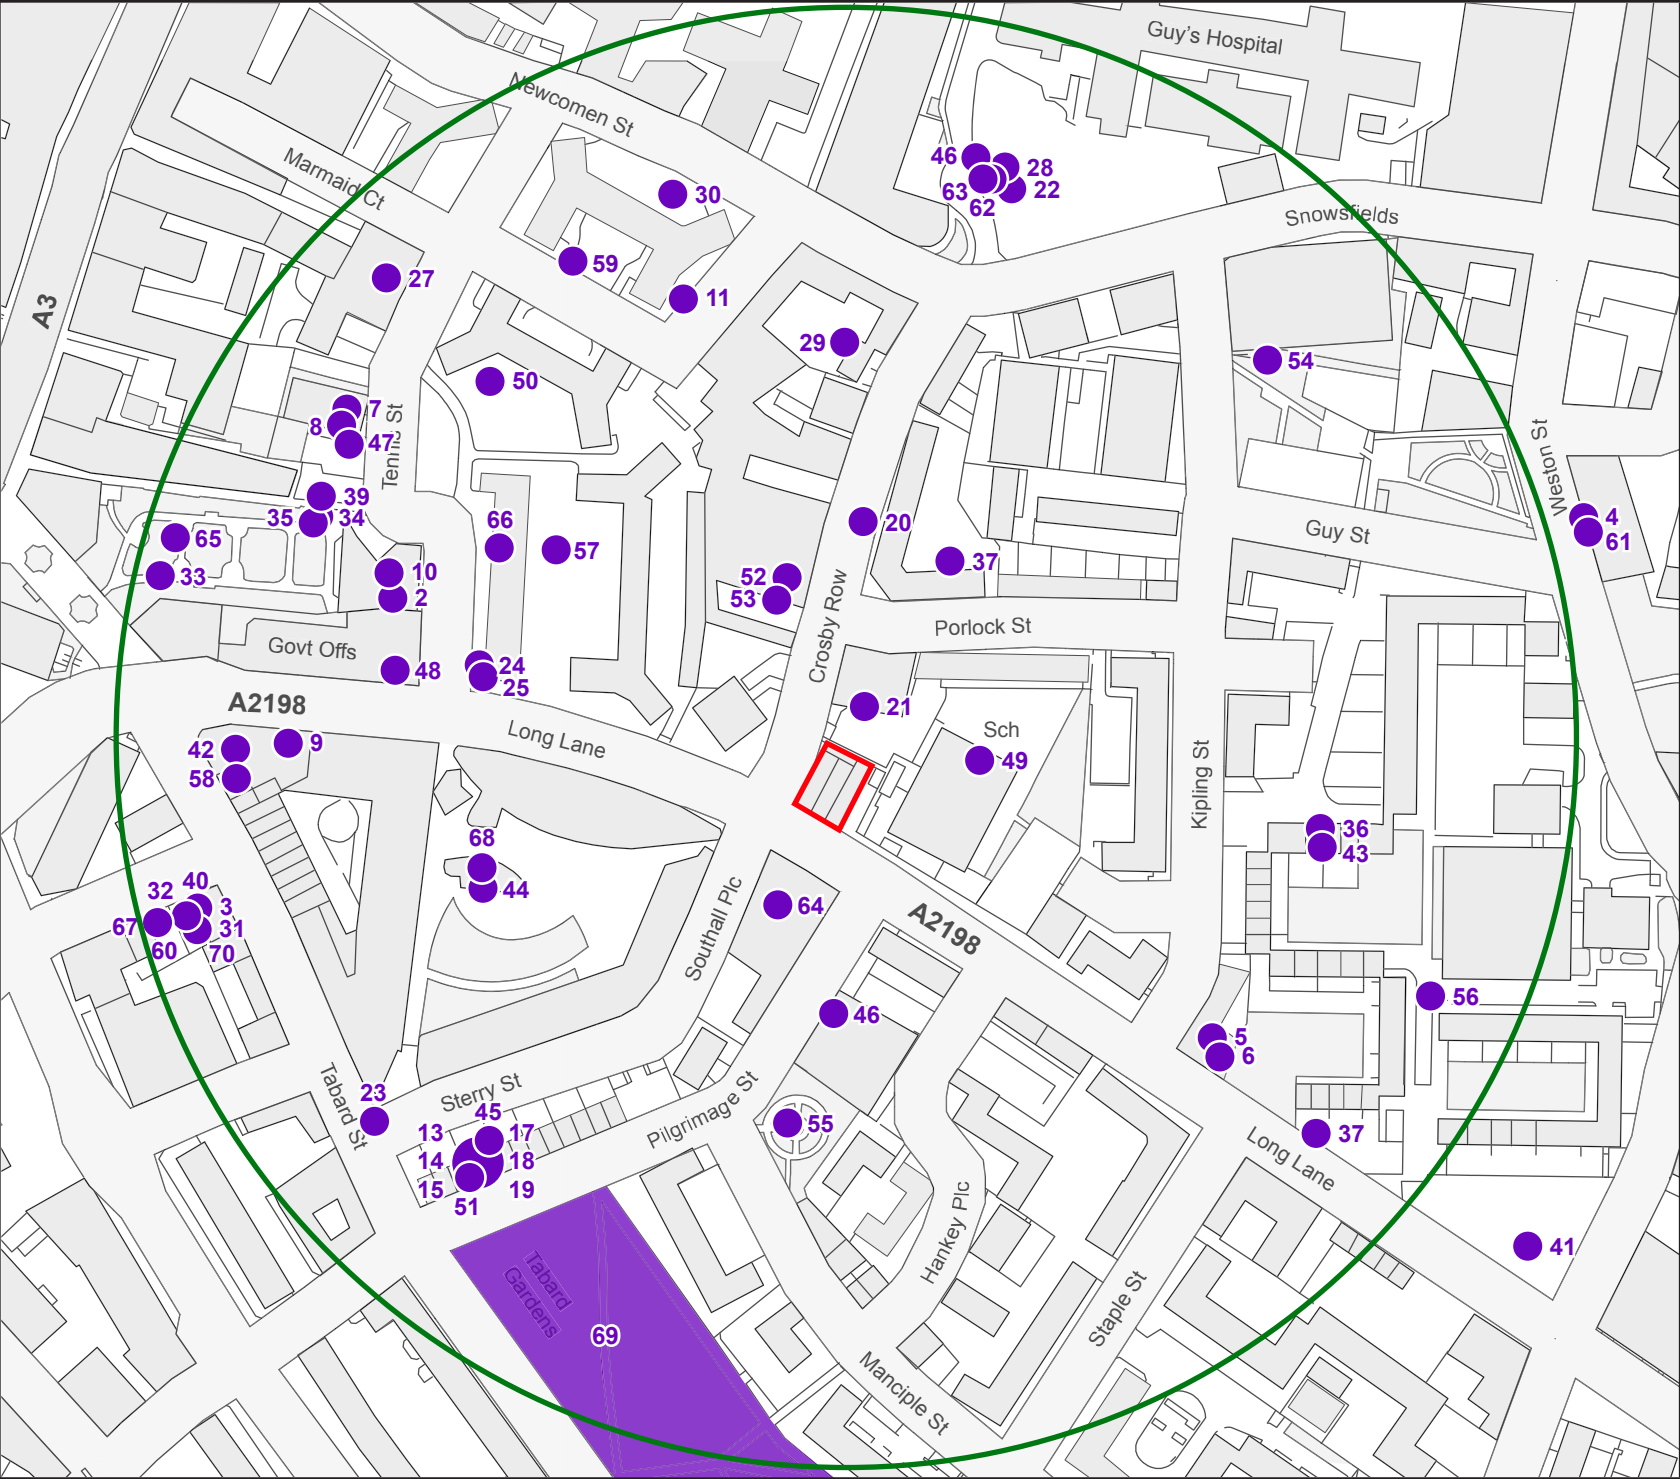 Guy's Hospital
Newcomen St
Marmaid Ct
46
28
63
22
62
30
Snowsfields
59
27
11
A3
29
54
50
7
8
47
Tennis St
Weston St
39
35
34
66
20
4
Guy St
61
65
57
37
33
10
52
2
53
Crosby Row
Porlock St
Govt Offs
48
24
25
A2198
21
Long Lane
Sch
42
9
49
58
Kipling St
36
68
43
40
32
44
3
64
67
31
60
70
Southall Plc
A2198
56
46
5
6
Tabard St
23
Sterry St
45
Pilgrimage St
55
13
17
37
14
18
Long Lane
15
19
51
Hankey Plc
41
Tabard
Gardens
Staple St
69
Manciple St